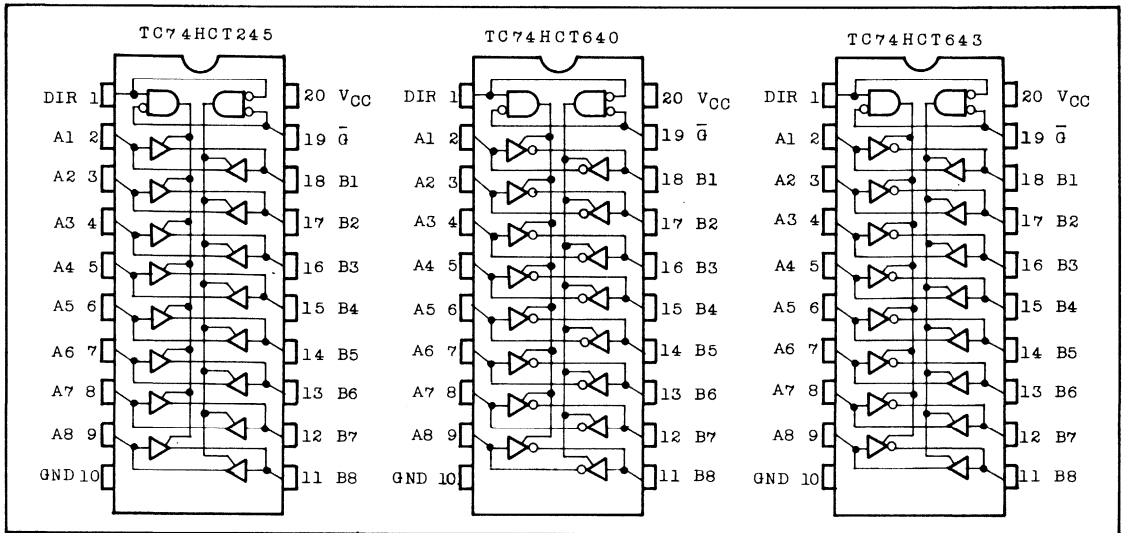 TC74HCT245
DIR 1
A1 2
A2 3
A3 4
A4 5
A5 6
A6 7
A7 8
A8 9
GND 10
20 VCC
19 G̅
18 B1
17 B2
16 B3
15 B4
14 B5
13 B6
12 B7
11 B8
TC74HCT640
DIR 1
A1 2
A2 3
A3 4
A4 5
A5 6
A6 7
A7 8
A8 9
GND 10
20 VCC
19 G̅
18 B1
17 B2
16 B3
15 B4
14 B5
13 B6
12 B7
11 B8
TC74HCT643
DIR 1
A1 2
A2 3
A3 4
A4 5
A5 6
A6 7
A7 8
A8 9
GND 10
20 VCC
19 G̅
18 B1
17 B2
16 B3
15 B4
14 B5
13 B6
12 B7
11 B8